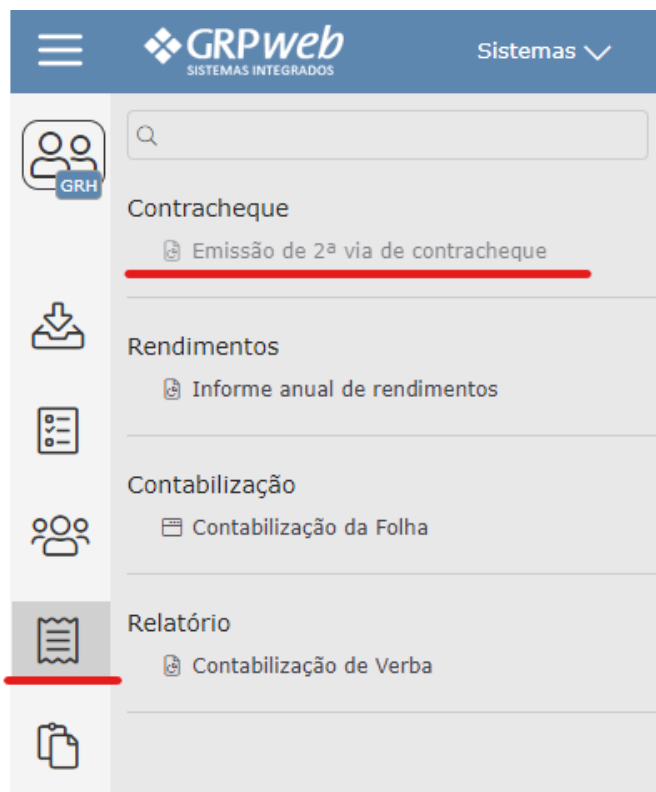 GRPweb
SISTEMAS INTEGRADOS
Sistemas
GRH
Contracheque
Emissão de 2ª via de contracheque
Rendimentos
Informe anual de rendimentos
Contabilização
Contabilização da Folha
Relatório
Contabilização de Verba